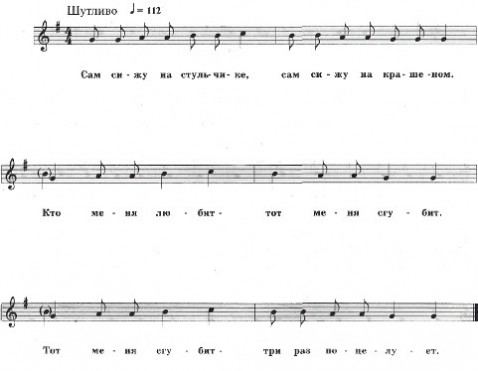 Шутливо ♩= 112
Сам си - жу на стуль-чи-ке, сам си - жу на кра - ше - ном.
Кто ме - ня лю - бит - тот ме - ня сгу - бит.
Тот ме - ня сгу - бит - три раз по - це - лу - ет.